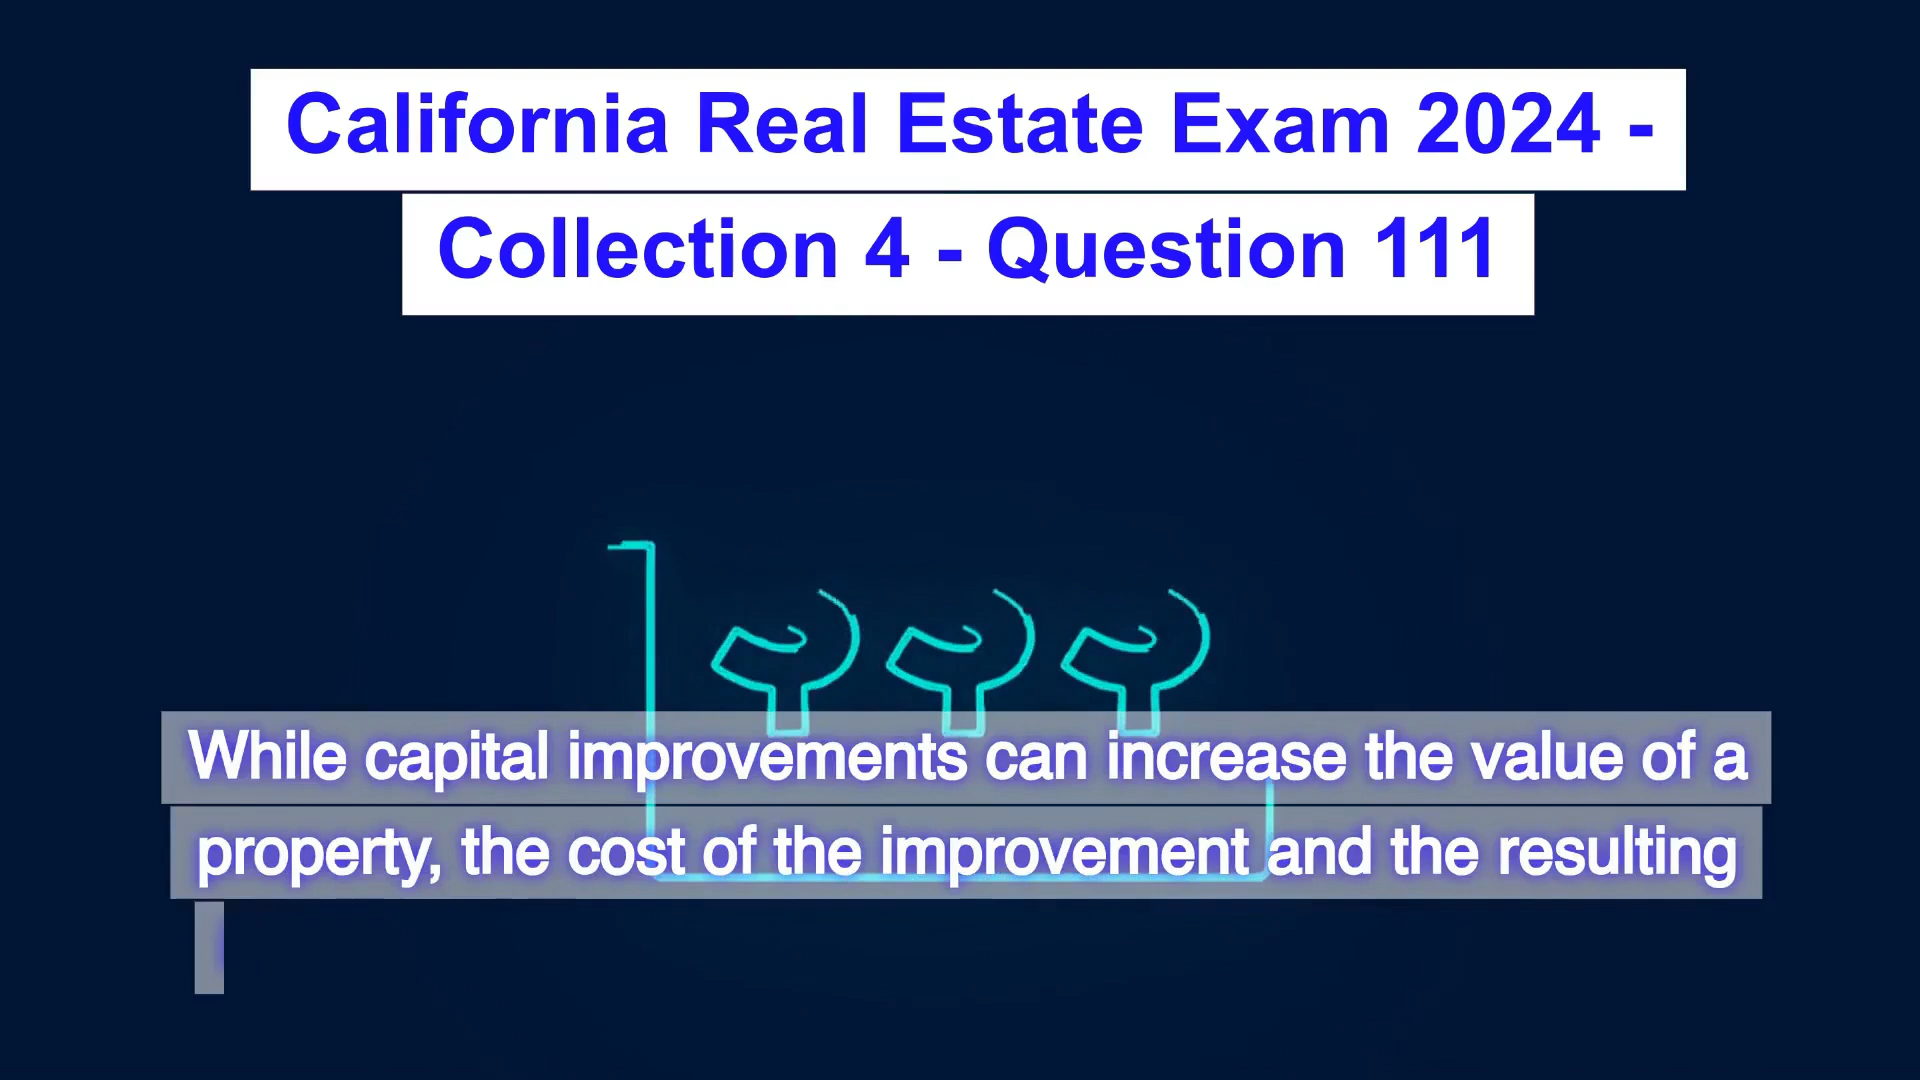 California Real Estate Exam 2024 -
Collection 4 - Question 111
While capital improvements can increase the value of a
property, the cost of the improvement and the resulting